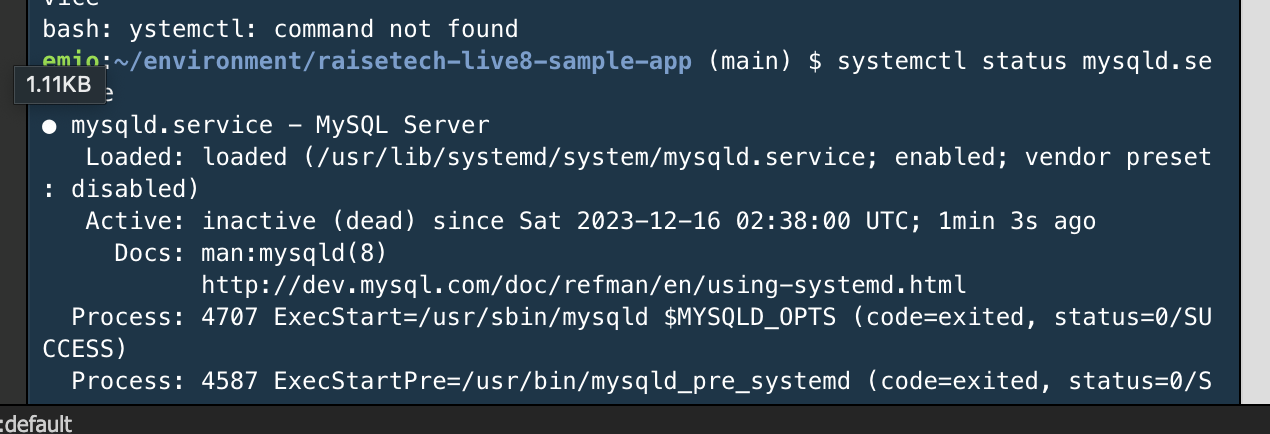 vice
bash: ystemctl: command not found
emio:~/environment/raisetech-live8-sample-app (main) $ systemctl status mysqld.se
1.11KB
e
● mysqld.service - MySQL Server
Loaded: loaded (/usr/lib/systemd/system/mysqld.service; enabled; vendor preset
: disabled)
Active: inactive (dead) since Sat 2023-12-16 02:38:00 UTC; 1min 3s ago
Docs: man:mysqld(8)
http://dev.mysql.com/doc/refman/en/using-systemd.html
Process: 4707 ExecStart=/usr/sbin/mysqld $MYSQLD_OPTS (code=exited, status=0/SU
CCESS)
Process: 4587 ExecStartPre=/usr/bin/mysqld_pre_systemd (code=exited, status=0/S
:default